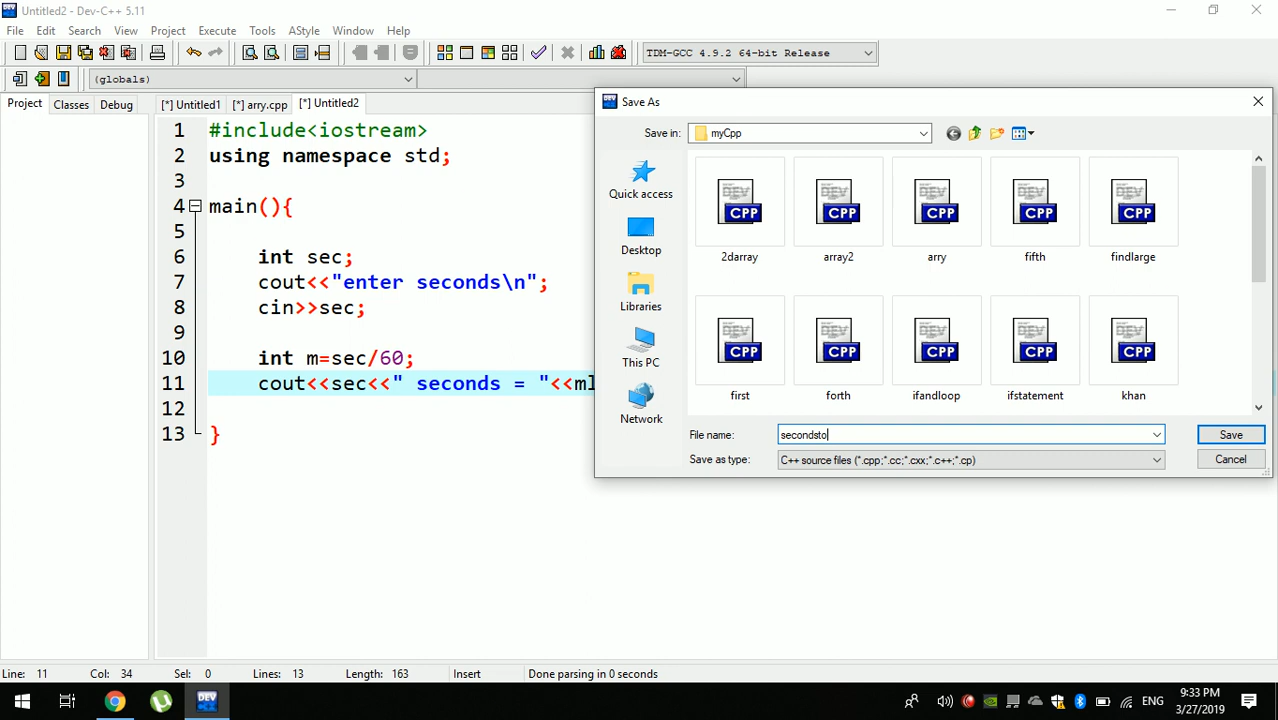 Untitled2 - Dev-C++ 5.11
File Edit Search View Project Execute Tools AStyle Window Help
TDM-GCC 4.9.2 64-bit Release
(globals)
Project Classes Debug
[*] Untitled1 [*] arry.cpp [*] Untitled2
1 #include<iostream>
2 using namespace std;
3
4 main(){
5
6 int sec;
7 cout<<"enter seconds\n";
8 cin>>sec;
9
10 int m=sec/60;
11 cout<<sec<<" seconds = "<<m
12
13 }
Save As
Save in: myCpp
Quick access
Desktop
Libraries
This PC
Network
2darray array2 arry fifth findlarge
first forth ifandloop ifstatement khan
File name: secondsto Save
Save as type: C++ source files (*.cpp;*.cc;*.cxx;*.c++;*.cp) Cancel
Line: 11 Col: 34 Sel: 0 Lines: 13 Length: 163 Insert Done parsing in 0 seconds
ENG
9:33 PM
3/27/2019